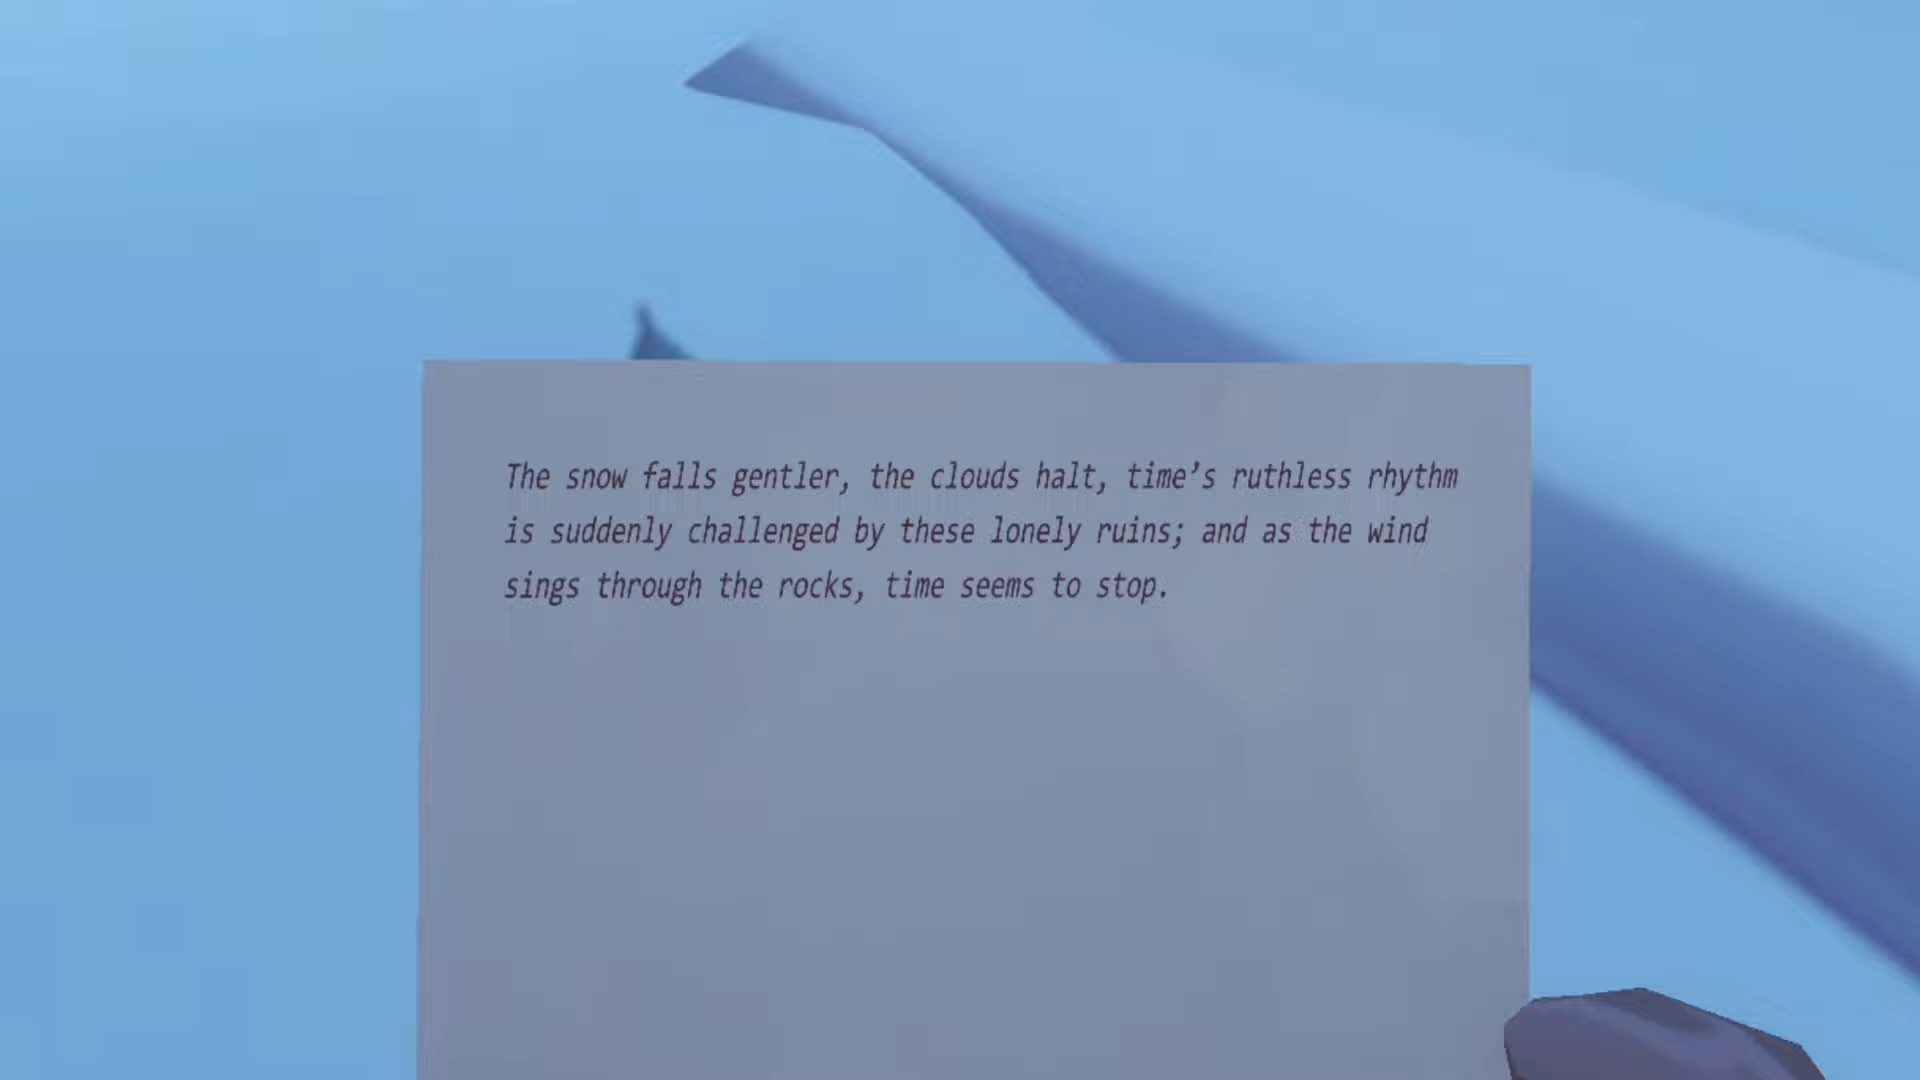 The snow falls gentler, the clouds halt, time’s ruthless rhythm
is suddenly challenged by these lonely ruins; and as the wind
sings through the rocks, time seems to stop.